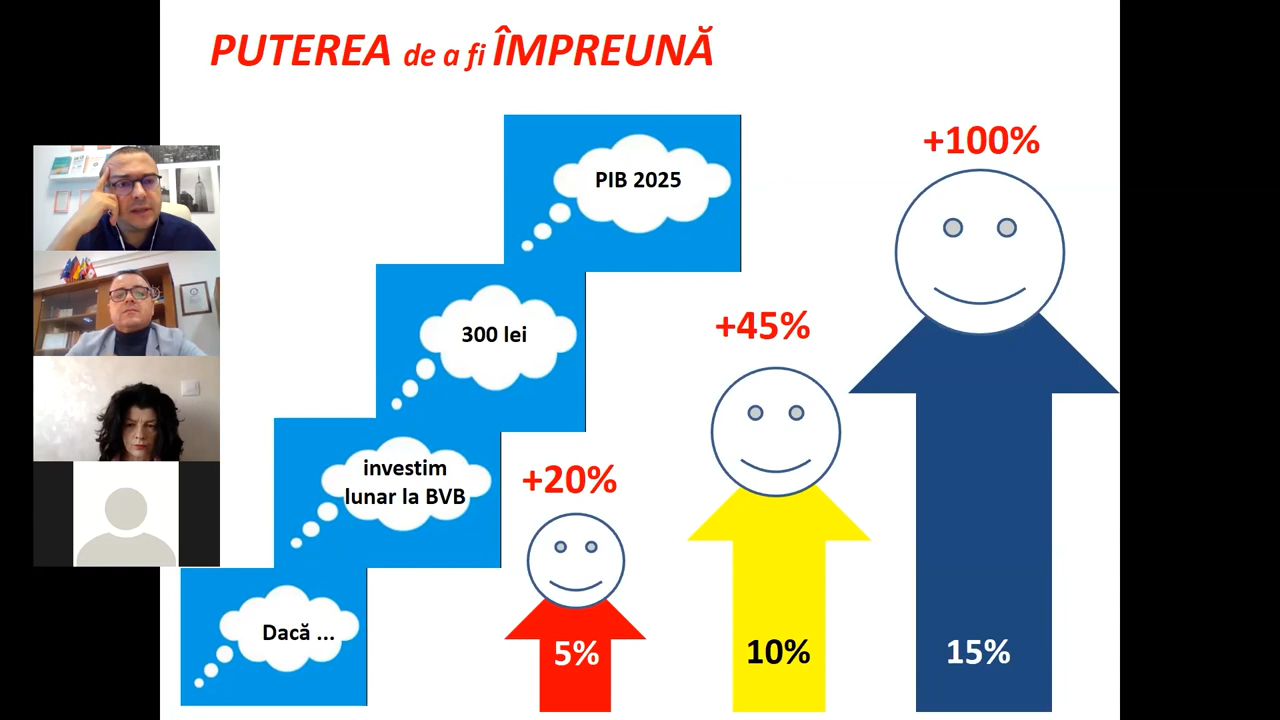 PUTEREA de a fi ÎMPREUNĂ
PIB 2025
300 lei
investim
lunar la BVB
Dacă ...
+20%
5%
+45%
10%
+100%
15%